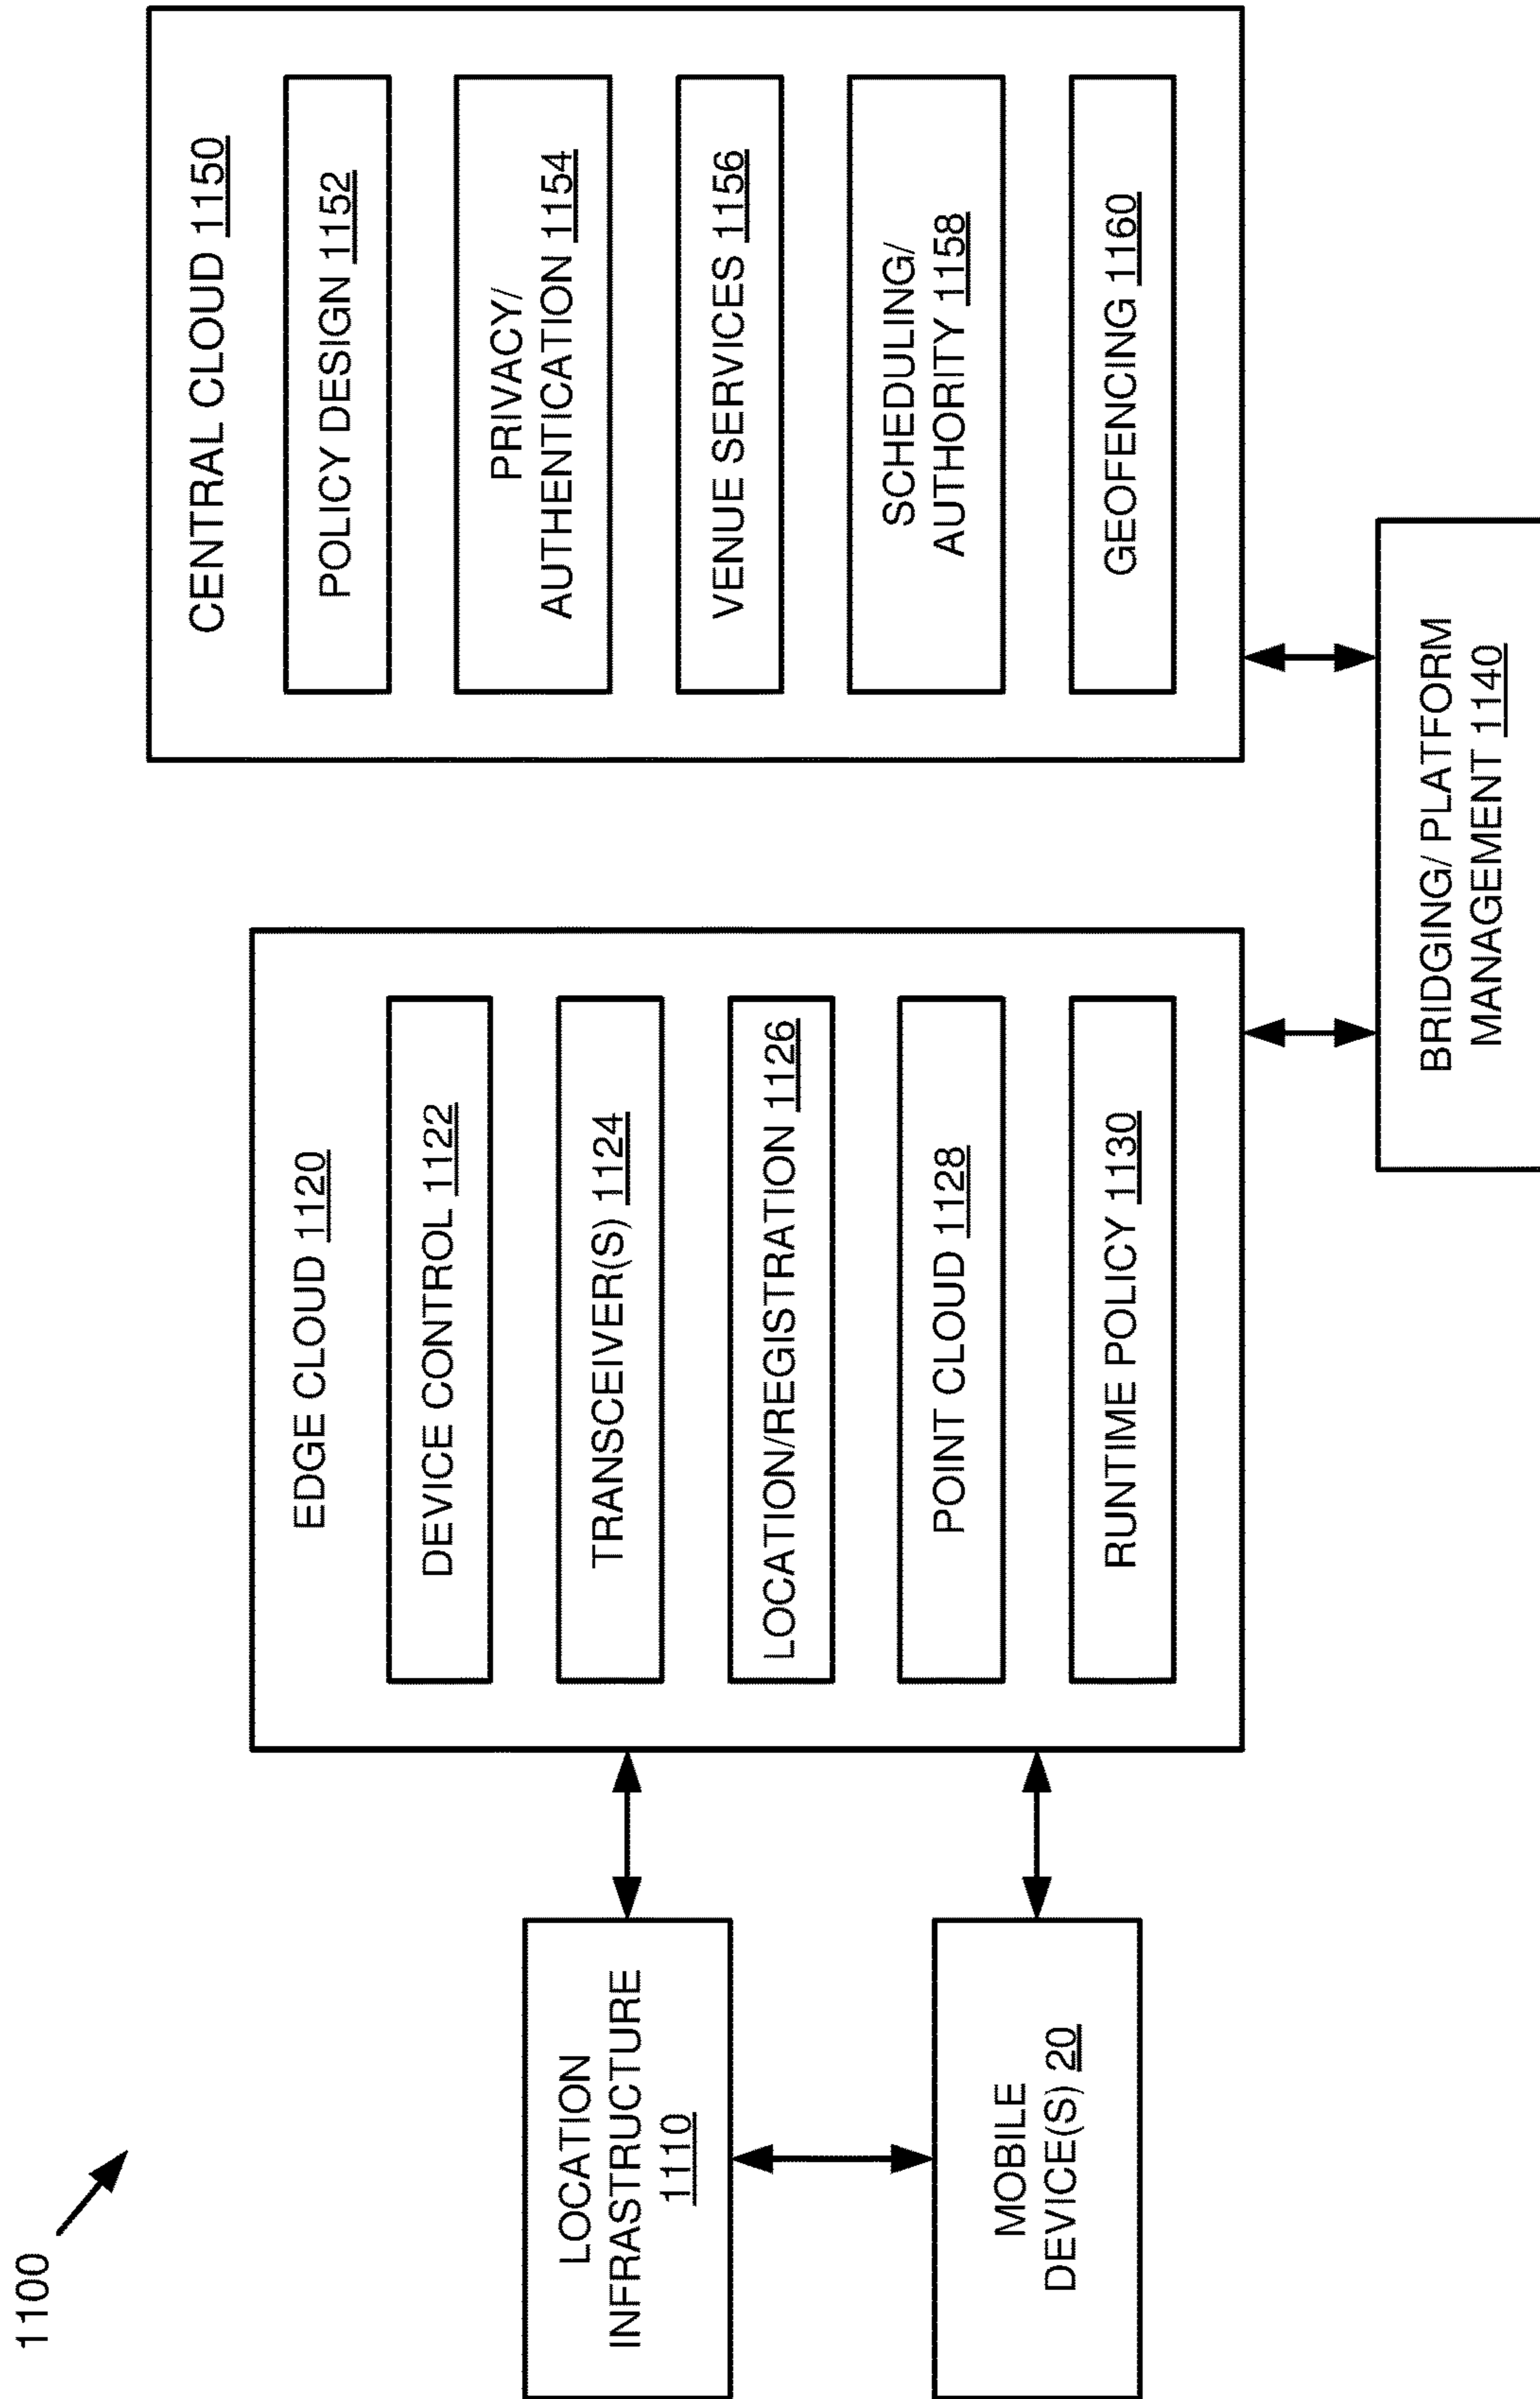 1100
LOCATION
INFRASTRUCTURE
1110
MOBILE
DEVICE(S) 20
EDGE CLOUD 1120
DEVICE CONTROL 1122
TRANSCEIVER(S) 1124
LOCATION/REGISTRATION 1126
POINT CLOUD 1128
RUNTIME POLICY 1130
CENTRAL CLOUD 1150
POLICY DESIGN 1152
PRIVACY/
AUTHENTICATION 1154
VENUE SERVICES 1156
SCHEDULING/
AUTHORITY 1158
GEOFENCING 1160
BRIDGING/ PLATFORM
MANAGEMENT 1140